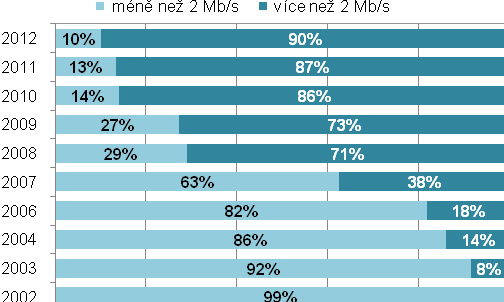 méně než 2 Mb/s více než 2 Mb/s
2012 10% 90%
2011 13% 87%
2010 14% 86%
2009 27% 73%
2008 29% 71%
2007 63% 38%
2006 82% 18%
2004 86% 14%
2003 92% 8%
2002 99%